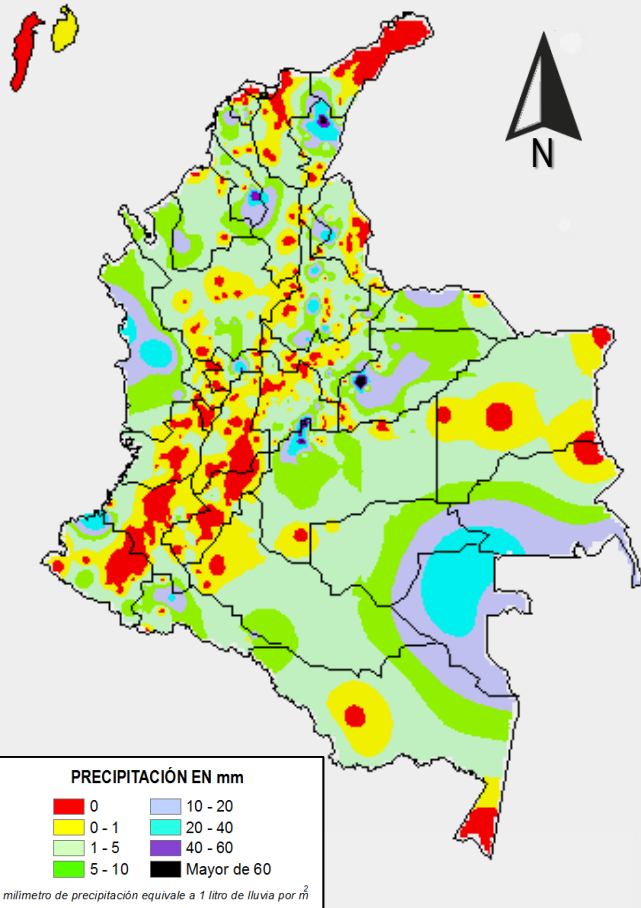 N
PRECIPITACIÓN EN mm
0
0 - 1
1 - 5
5 - 10
10 - 20
20 - 40
40 - 60
Mayor de 60
milimetro de precipitación equivale a 1 litro de lluvia por m2